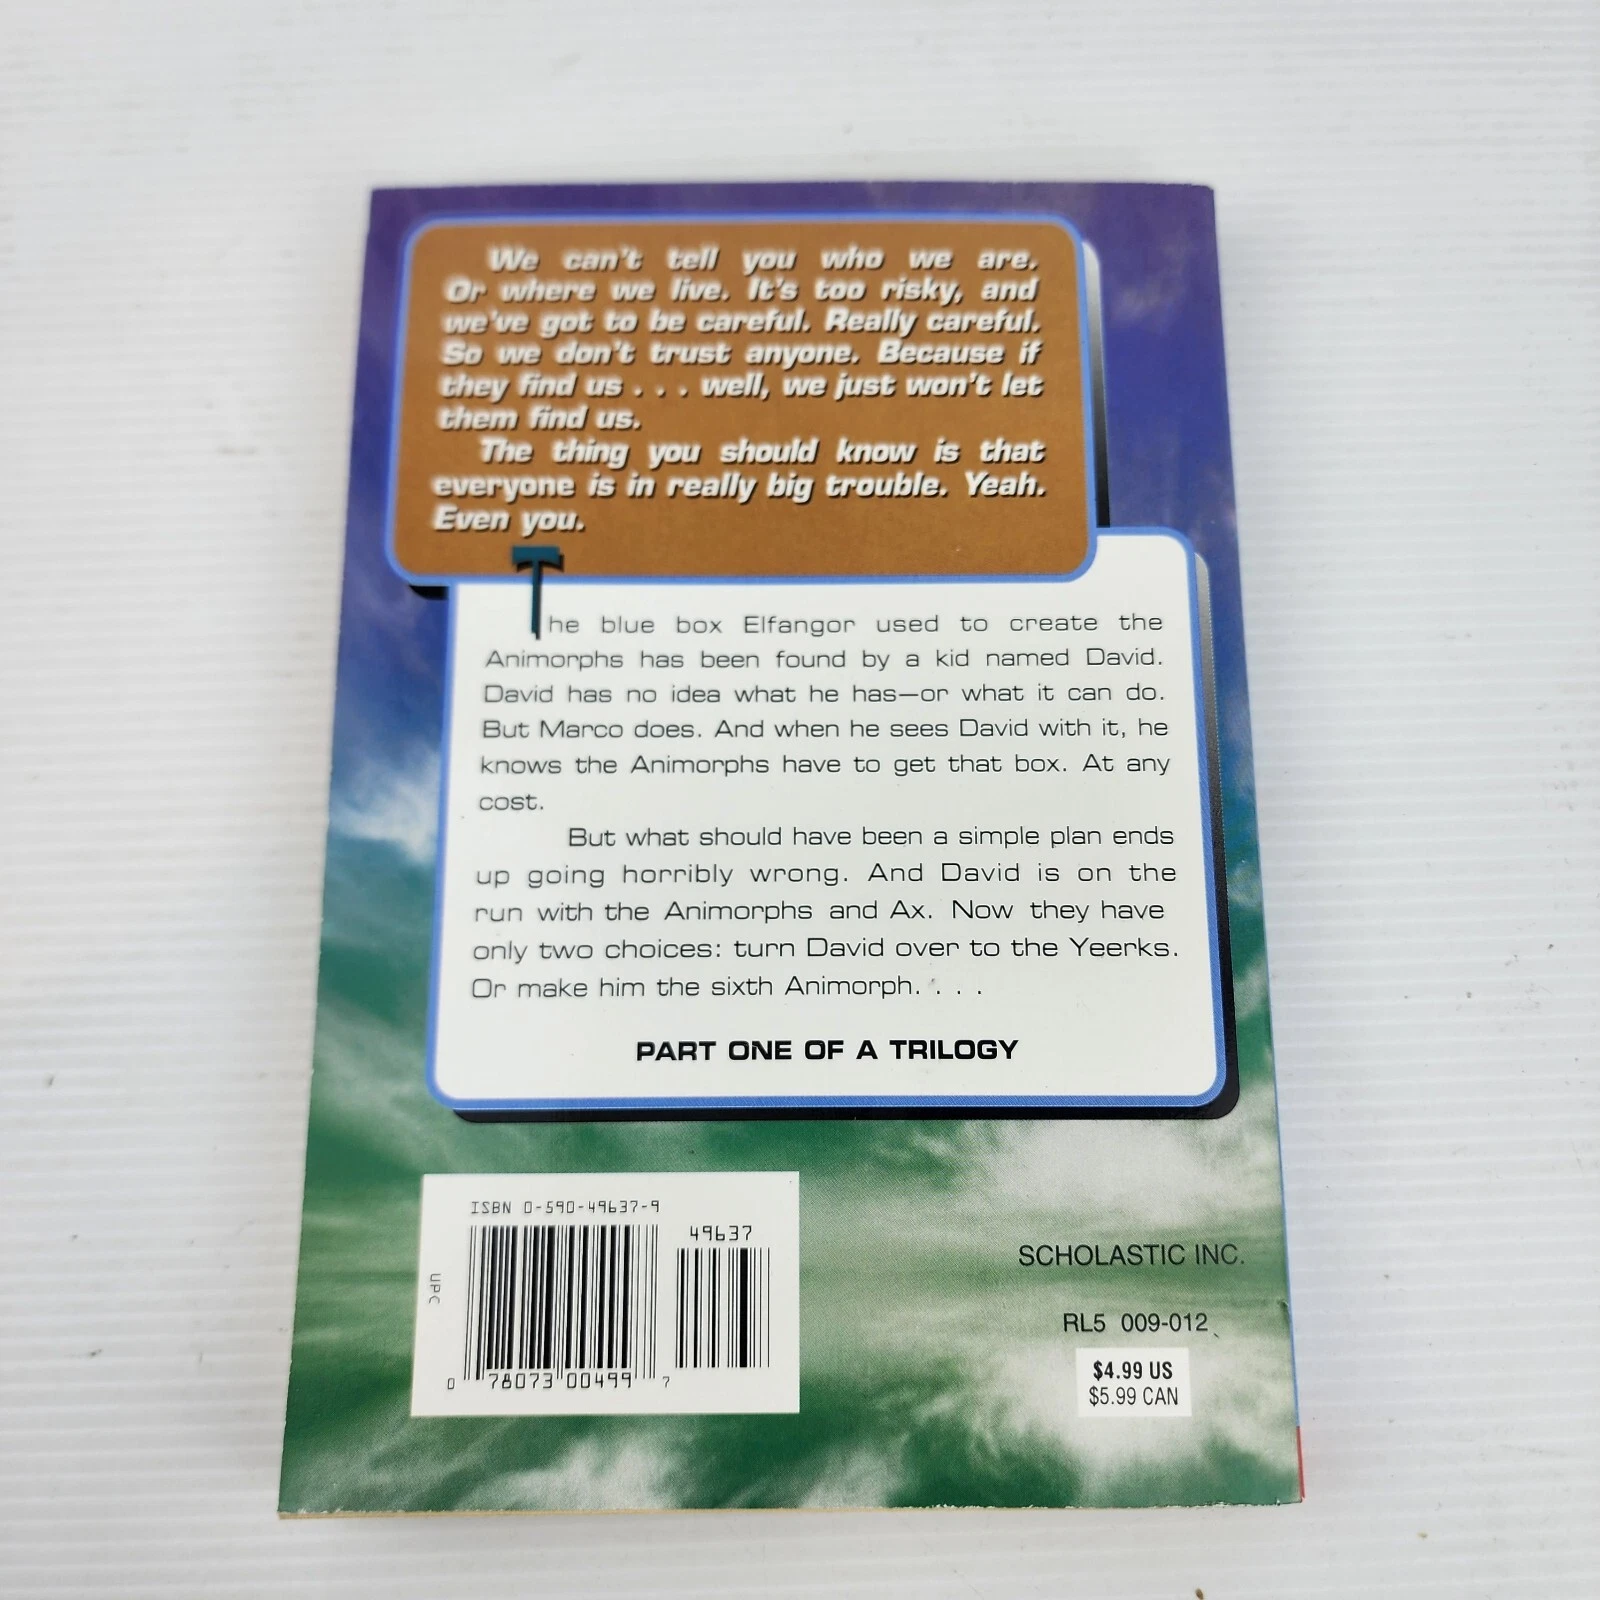 We can't tell you who we are.
Or where we live. It's too risky, and
we've got to be careful. Really careful.
So we don't trust anyone. Because if
they find us . . . well, we just won't let
them find us.
The thing you should know is that
everyone is in really big trouble. Yeah.
Even you.
The blue box Elfangor used to create the
Animorphs has been found by a kid named David.
David has no idea what he has—or what it can do.
But Marco does. And when he sees David with it, he
knows the Animorphs have to get that box. At any
cost.
But what should have been a simple plan ends
up going horribly wrong. And David is on the
run with the Animorphs and Ax. Now they have
only two choices: turn David over to the Yeerks.
Or make him the sixth Animorph. . . .
PART ONE OF A TRILOGY
ISBN 0-590-49637-9
49637
UPC
0 78073 00499 7
SCHOLASTIC INC.
RL5 009-012
$4.99 US
$5.99 CAN